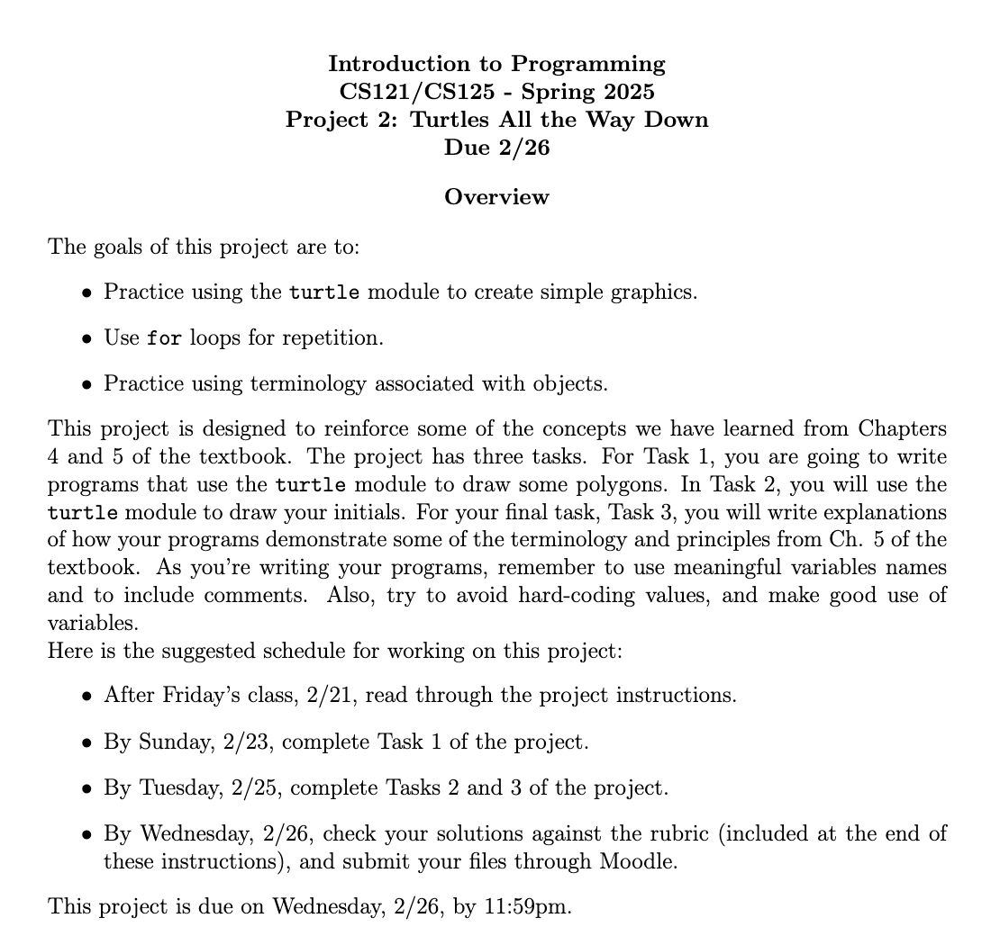 Introduction to Programming
CS121/CS125 - Spring 2025
Project 2: Turtles All the Way Down
Due 2/26
Overview
The goals of this project are to:
• Practice using the turtle module to create simple graphics.
• Use for loops for repetition.
• Practice using terminology associated with objects.
This project is designed to reinforce some of the concepts we have learned from Chapters
4 and 5 of the textbook. The project has three tasks. For Task 1, you are going to write
programs that use the turtle module to draw some polygons. In Task 2, you will use the
turtle module to draw your initials. For your final task, Task 3, you will write explanations
of how your programs demonstrate some of the terminology and principles from Ch. 5 of the
textbook. As you're writing your programs, remember to use meaningful variables names
and to include comments. Also, try to avoid hard-coding values, and make good use of
variables.
Here is the suggested schedule for working on this project:
• After Friday's class, 2/21, read through the project instructions.
• By Sunday, 2/23, complete Task 1 of the project.
• By Tuesday, 2/25, complete Tasks 2 and 3 of the project.
• By Wednesday, 2/26, check your solutions against the rubric (included at the end of
these instructions), and submit your files through Moodle.
This project is due on Wednesday, 2/26, by 11:59pm.